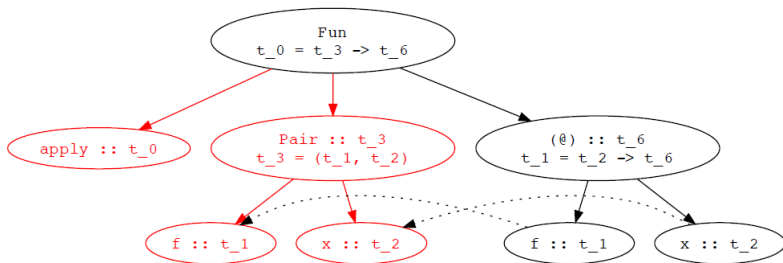 Fun
t_0 = t_3 -> t_6
apply :: t_0
Pair :: t_3
t_3 = (t_1, t_2)
(@) :: t_6
t_1 = t_2 -> t_6
f :: t_1
x :: t_2
f :: t_1
x :: t_2